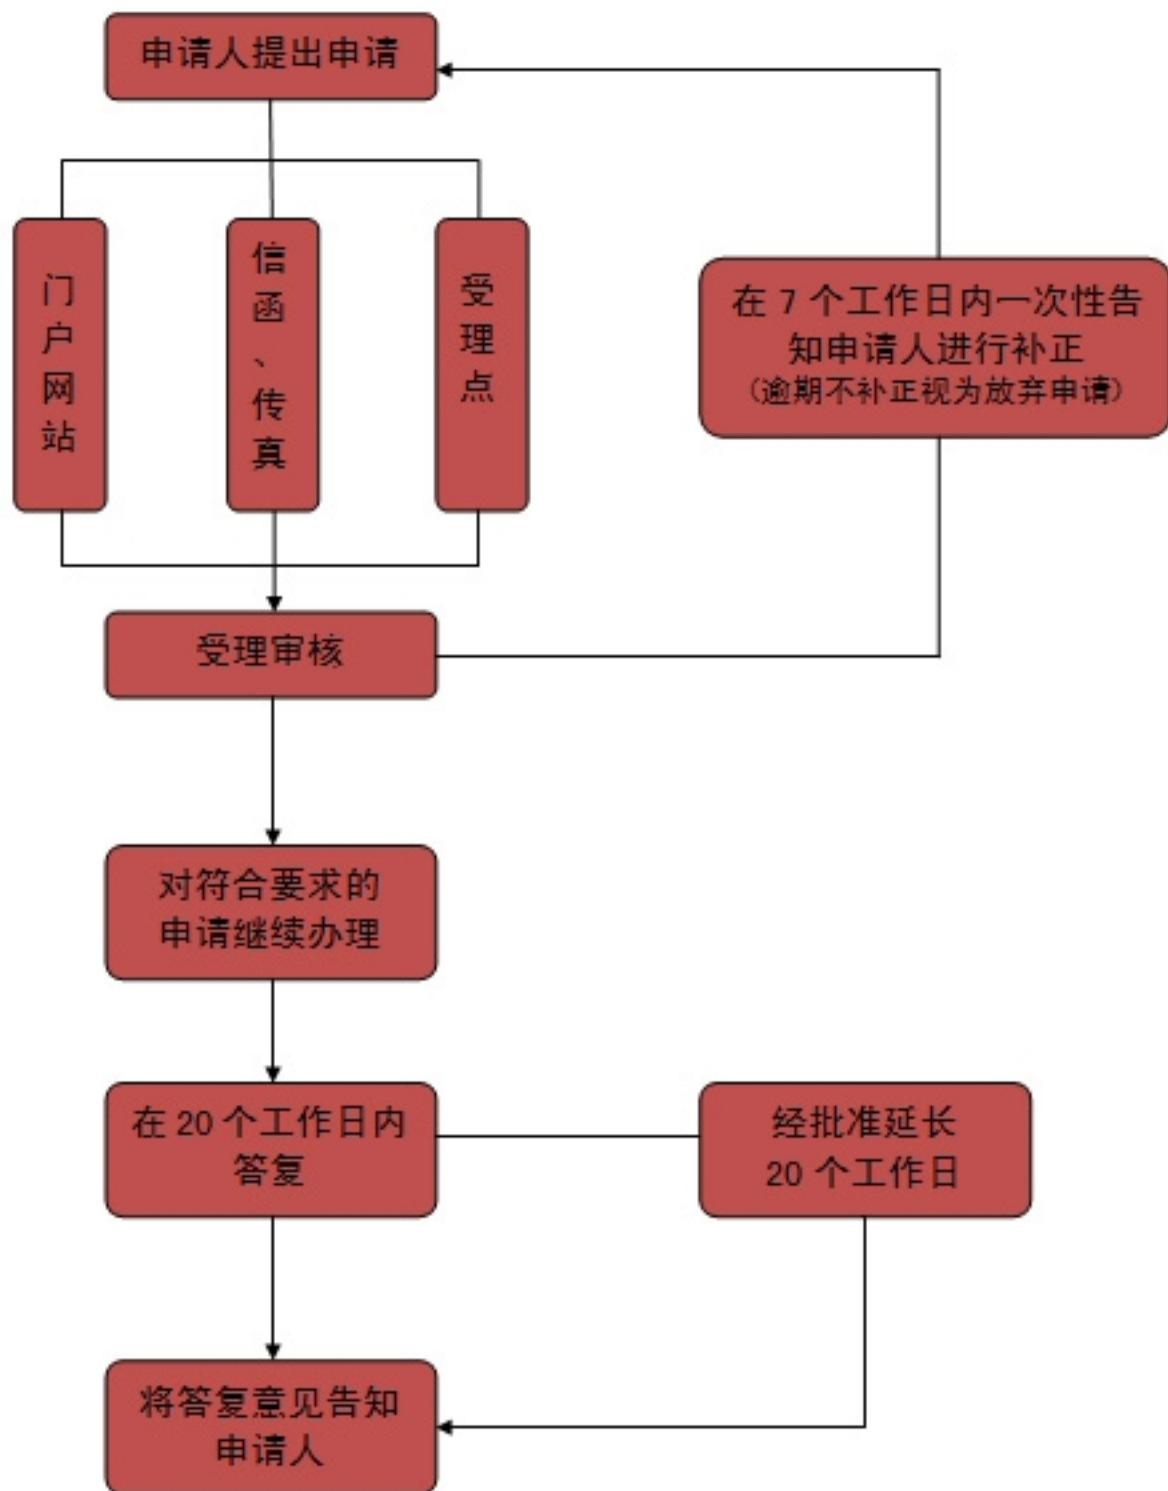 申请人提出申请
门户网站
信函、传真
受理点
在 7 个工作日内一次性告
知申请人进行补正
（逾期不补正视为放弃申请）
受理审核
对符合要求的
申请继续办理
在 20 个工作日内
答复
经批准延长
20 个工作日
将答复意见告知
申请人